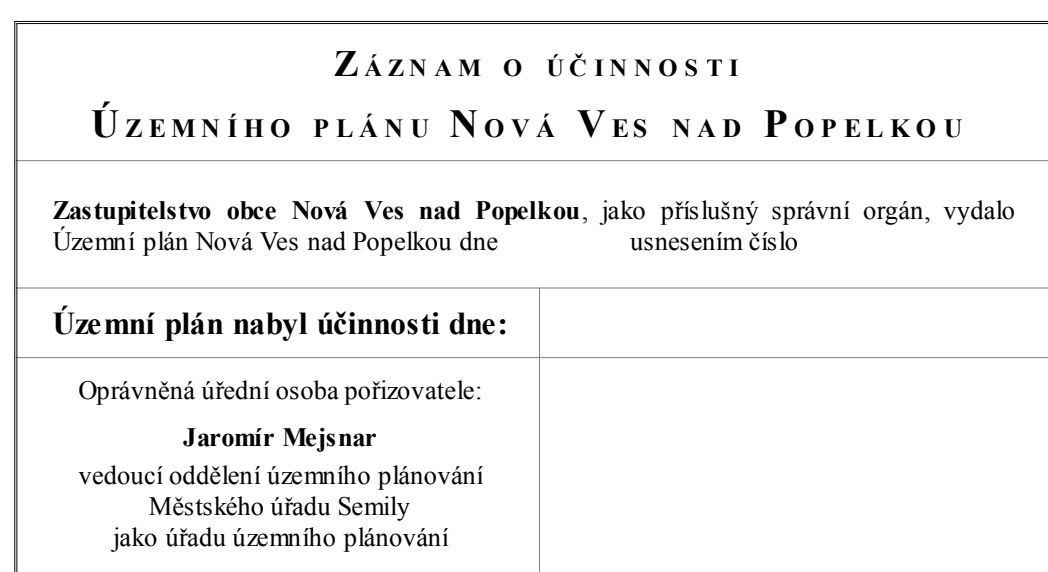 Záznam o účinnosti
Územního plánu Nová Ves nad Popelkou
Zastupitelstvo obce Nová Ves nad Popelkou, jako příslušný správní orgán, vydalo
Územní plán Nová Ves nad Popelkou dne usnesením číslo
Územní plán nabyl účinnosti dne:
Oprávněná úřední osoba pořizovatele:
Jaromír Mejsnar
vedoucí oddělení územního plánování
Městského úřadu Semily
jako úřadu územního plánování